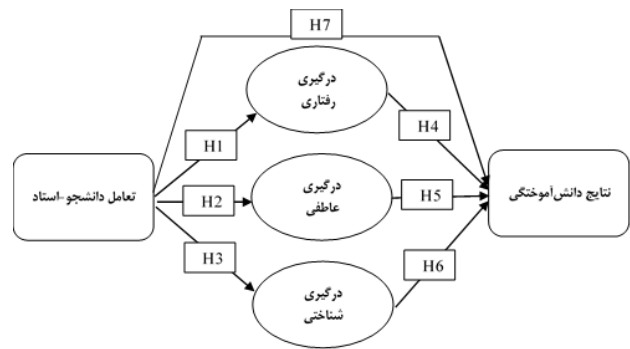 H7
درگیری
رفتاری
H1
H4
تعامل دانشجو-استاد
H2
درگیری
عاطفی
H5
نتایج دانش‌آموختگی
H3
H6
درگیری
شناختی